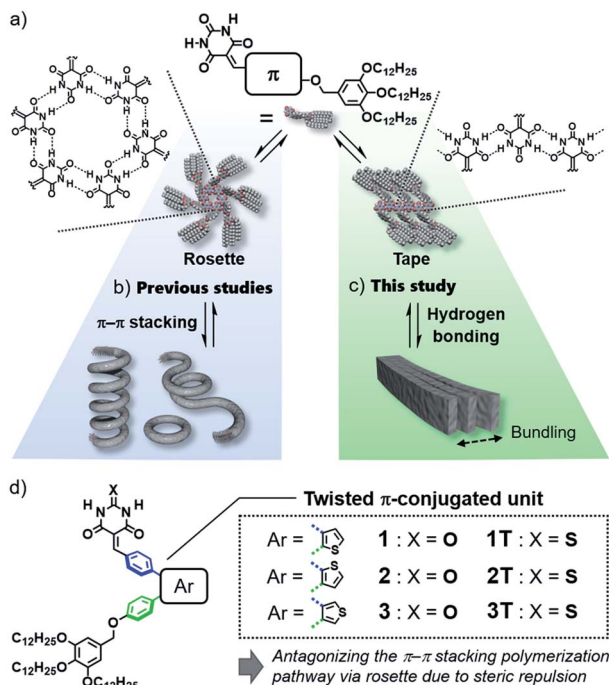 a)
π
OC12H25
OC12H25
OC12H25
=
Rosette
Tape
b) Previous studies
c) This study
π–π stacking
Hydrogen
bonding
Bundling
d)
Twisted π-conjugated unit
X
HN NH
O O
Ar
O
C12H25O
C12H25O
OC12H25
Ar = S 1 : X = O 1T : X = S
Ar = S 2 : X = O 2T : X = S
Ar = S 3 : X = O 3T : X = S
Antagonizing the π–π stacking polymerization
pathway via rosette due to steric repulsion